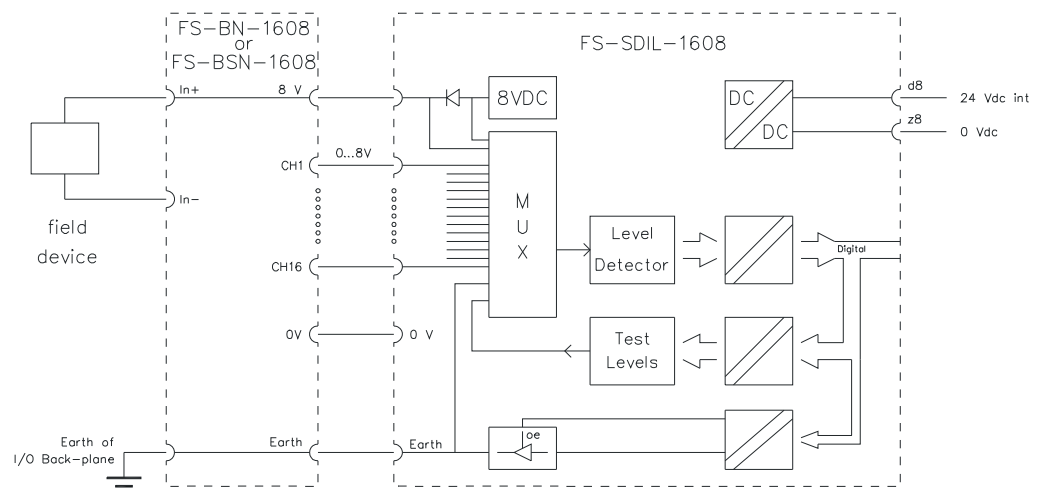 FS-BN-1608
or
FS-BSN-1608
FS-SDIL-1608
In+
8 V
8VDC
DC
DC
d8
24 Vdc int
z8
0 Vdc
0...8V
CH1
In-
field
device
M
U
X
Level
Detector
Digital
CH16
0V
0 V
Test
Levels
oe
Earth of
I/O Back-plane
Earth
Earth